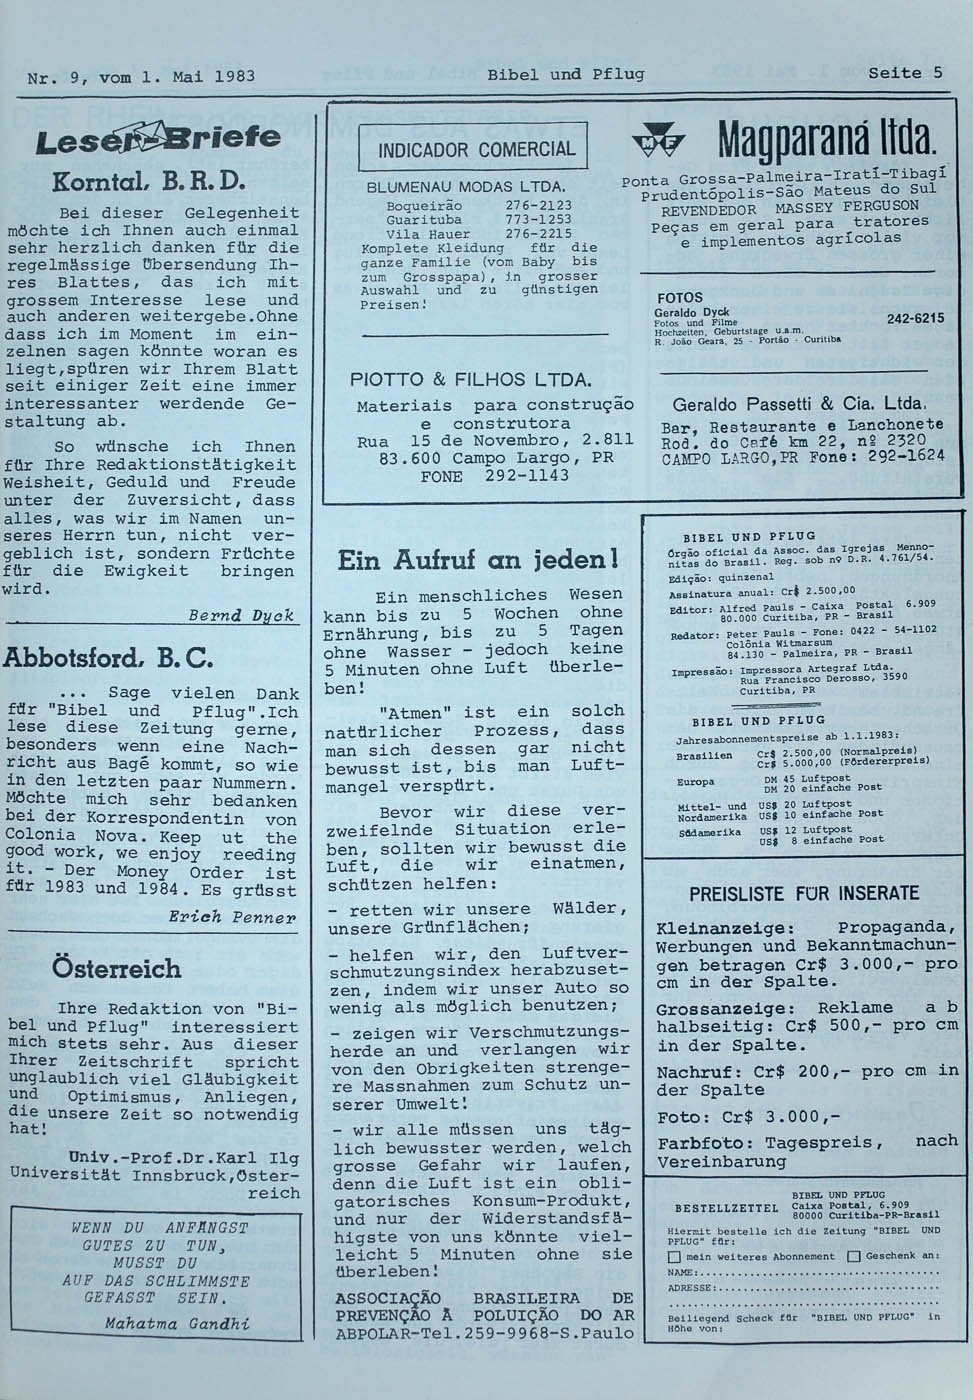 Nr. 9, vom 1. Mai 1983 Bibel und Pflug Seite 5
Leser-Briefe
Korntal, B.R.D.
Bei dieser Gelegenheit
möchte ich Ihnen auch einmal
sehr herzlich danken für die
regelmässige Übersendung Ih-
res Blattes, das ich mit
grossem Interesse lese und
auch anderen weitergebe.Ohne
dass ich im Moment im ein-
zelnen sagen könnte woran es
liegt,spüren wir Ihrem Blatt
seit einiger Zeit eine immer
interessanter werdende Ge-
staltung ab.
So wünsche ich Ihnen
für Ihre Redaktionstätigkeit
Weisheit, Geduld und Freude
unter der Zuversicht, dass
alles, was wir im Namen un-
seres Herrn tun, nicht ver-
geblich ist, sondern Früchte
für die Ewigkeit bringen
wird.
Bernd Dyck
Abbotsford, B.C.
... Sage vielen Dank
für "Bibel und Pflug".Ich
lese diese Zeitung gerne,
besonders wenn eine Nach-
richt aus Bagé kommt, so wie
in den letzten paar Nummern.
Möchte mich sehr bedanken
bei der Korrespondentin von
Colonia Nova. Keep ut the
good work, we enjoy reeding
it. - Der Money Order ist
für 1983 und 1984. Es grüsst
Erich Penner
Österreich
Ihre Redaktion von "Bi-
bel und Pflug" interessiert
mich stets sehr. Aus dieser
Ihrer Zeitschrift spricht
unglaublich viel Gläubigkeit
und Optimismus, Anliegen,
die unsere Zeit so notwendig
hat!
Univ.-Prof.Dr.Karl Ilg
Universität Innsbruck,Öster-
reich
WENN DU ANFÄNGST
GUTES ZU TUN,
MUSST DU
AUF DAS SCHLIMMSTE
GEFASST SEIN.
Mahatma Gandhi
INDICADOR COMERCIAL
BLUMENAU MODAS LTDA.
Boqueirão 276-2123
Guarituba 773-1253
Vila Hauer 276-2215
Komplete Kleidung für die
ganze Familie (vom Baby bis
zum Grosspapa), in grosser
Auswahl und zu günstigen
Preisen!
PIOTTO & FILHOS LTDA.
Materiais para construção
e construtora
Rua 15 de Novembro, 2.811
83.600 Campo Largo, PR
FONE 292-1143
MF Magparaná ltda.
Ponta Grossa-Palmeira-Iratí-Tibagí
Prudentópolis-São Mateus do Sul
REVENDEDOR MASSEY FERGUSON
Peças em geral para tratores
e implementos agrícolas
FOTOS
Geraldo Dyck
Fotos und Filme 242-6215
Hochzeiten, Geburtstage u.a.m.
R. João Geara, 25 - Portão - Curitiba
Geraldo Passetti & Cia. Ltda.
Bar, Restaurante e Lanchonete
Rod. do Café km 22, nº 2320
CAMPO LARGO,PR Fone: 292-1624
Ein Aufruf an jeden!
Ein menschliches Wesen
kann bis zu 5 Wochen ohne
Ernährung, bis zu 5 Tagen
ohne Wasser - jedoch keine
5 Minuten ohne Luft überle-
ben!
"Atmen" ist ein solch
natürlicher Prozess, dass
man sich dessen gar nicht
bewusst ist, bis man Luft-
mangel verspürt.
Bevor wir diese ver-
zweifelnde Situation erle-
ben, sollten wir bewusst die
Luft, die wir einatmen,
schützen helfen:
- retten wir unsere Wälder,
unsere Grünflächen;
- helfen wir, den Luftver-
schmutzungsindex herabzuset-
zen, indem wir unser Auto so
wenig als möglich benutzen;
- zeigen wir Verschmutzungs-
herde an und verlangen wir
von den Obrigkeiten strenge-
re Massnahmen zum Schutz un-
serer Umwelt!
- wir alle müssen uns täg-
lich bewusster werden, welch
grosse Gefahr wir laufen,
denn die Luft ist ein obli-
gatorisches Konsum-Produkt,
und nur der Widerstandsfä-
higste von uns könnte viel-
leicht 5 Minuten ohne sie
überleben!
ASSOCIAÇÃO BRASILEIRA DE
PREVENÇÃO À POLUIÇÃO DO AR
ABPOLAR-Tel.259-9968-S.Paulo
BIBEL UND PFLUG
Órgão oficial da Assoc. das Igrejas Menno-
nitas do Brasil. Reg. sob nº D.R. 4.761/54.
Edição: quinzenal
Assinatura anual: Cr$ 2.500,00
Editor: Alfred Pauls - Caixa Postal 6.909
80.000 Curitiba, PR - Brasil
Redator: Peter Pauls - Fone: 0422 - 54-1102
Colônia Witmarsum
84.130 - Palmeira, PR - Brasil
Impressão: Impressora Artegraf Ltda.
Rua Francisco Derosso, 3590
Curitiba, PR
BIBEL UND PFLUG
Jahresabonnementspreise ab 1.1.1983:
Brasilien Cr$ 2.500,00 (Normalpreis)
Cr$ 5.000,00 (Fördererpreis)
Europa DM 45 Luftpost
DM 20 einfache Post
Mittel- und US$ 20 Luftpost
Nordamerika US$ 10 einfache Post
Südamerika US$ 12 Luftpost
US$ 8 einfache Post
PREISLISTE FÜR INSERATE
Kleinanzeige: Propaganda,
Werbungen und Bekanntmachun-
gen betragen Cr$ 3.000,- pro
cm in der Spalte.
Grossanzeige: Reklame a b
halbseitig: Cr$ 500,- pro cm
in der Spalte.
Nachruf: Cr$ 200,- pro cm in
der Spalte
Foto: Cr$ 3.000,-
Farbfoto: Tagespreis, nach
Vereinbarung
BIBEL UND PFLUG
BESTELLZETTEL Caixa Postal, 6.909
80000 Curitiba-PR-Brasil
Hiermit bestelle ich die Zeitung "BIBEL UND
PFLUG" für:
mein weiteres Abonnement Geschenk an:
NAME:......................................
ADRESSE:...................................
...........................................
Beiliegend Scheck für "BIBEL UND PFLUG" in
Höhe von: